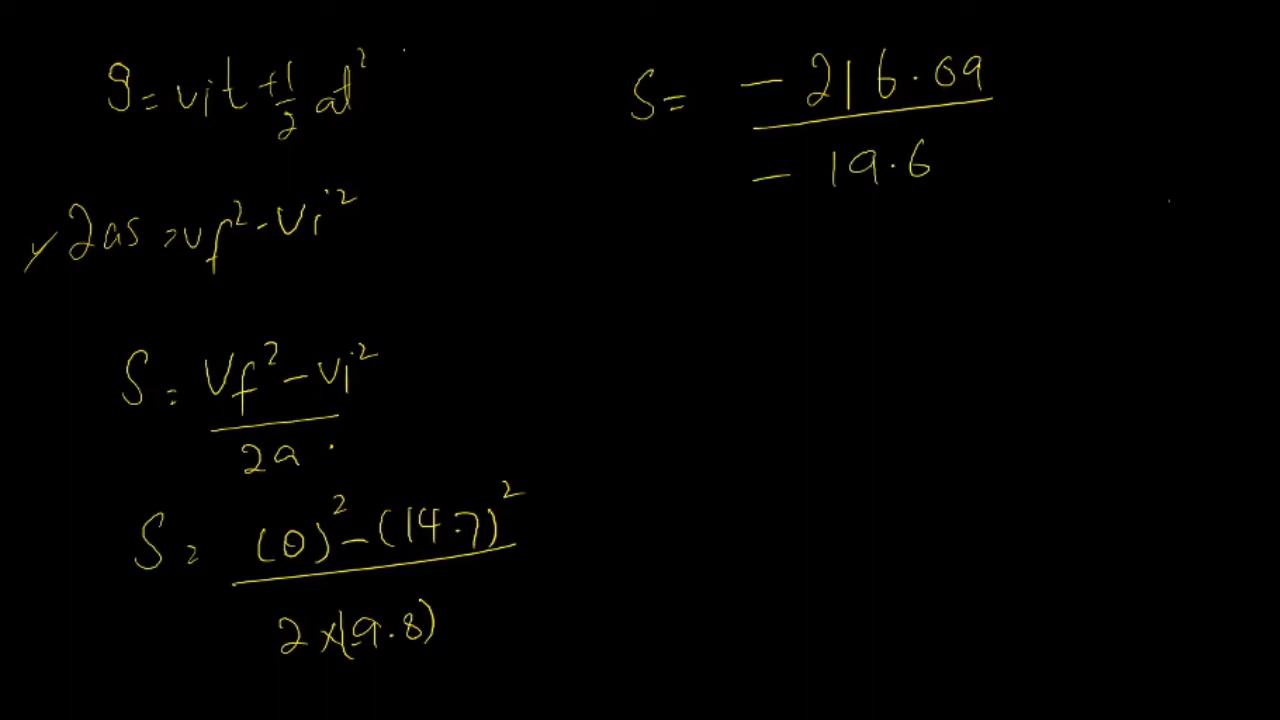 S = vit + 1/2 at²
2as = vf² - vi²
S = Vf² - Vi² / 2a
S = (0)² - (14.7)² / 2×(-9.8)
S = -216.09 / -19.6